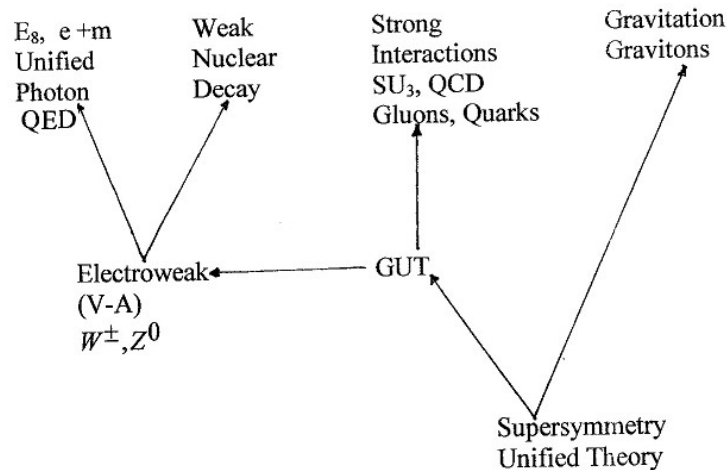 E₈, e +m
Unified
Photon
QED
Weak
Nuclear
Decay
Strong
Interactions
SU₃, QCD
Gluons, Quarks
Gravitation
Gravitons
Electroweak
(V-A)
W±,Z⁰
GUT
Supersymmetry
Unified Theory